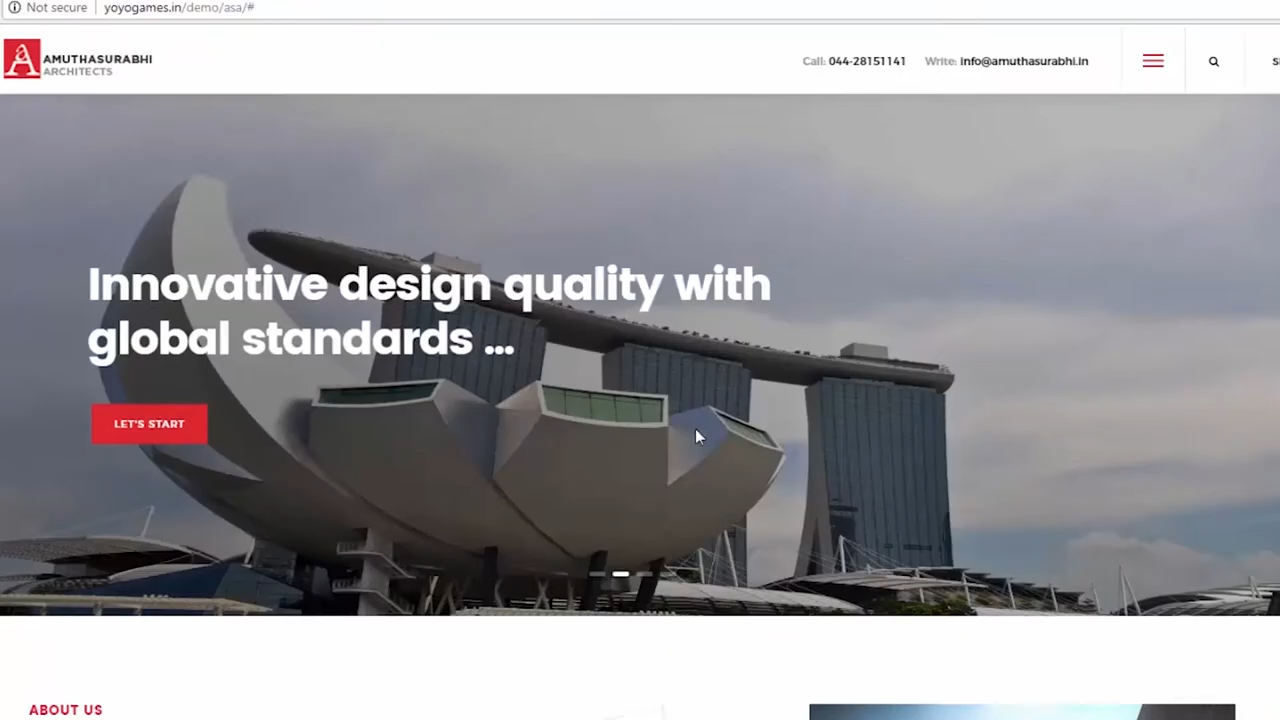 Not secure yoyogames.in/demo/asa/#
AMUTHASURABHI
ARCHITECTS
Call: 044-28151141 Write: info@amuthasurabhi.in
Innovative design quality with
global standards ...
LET'S START
ABOUT US